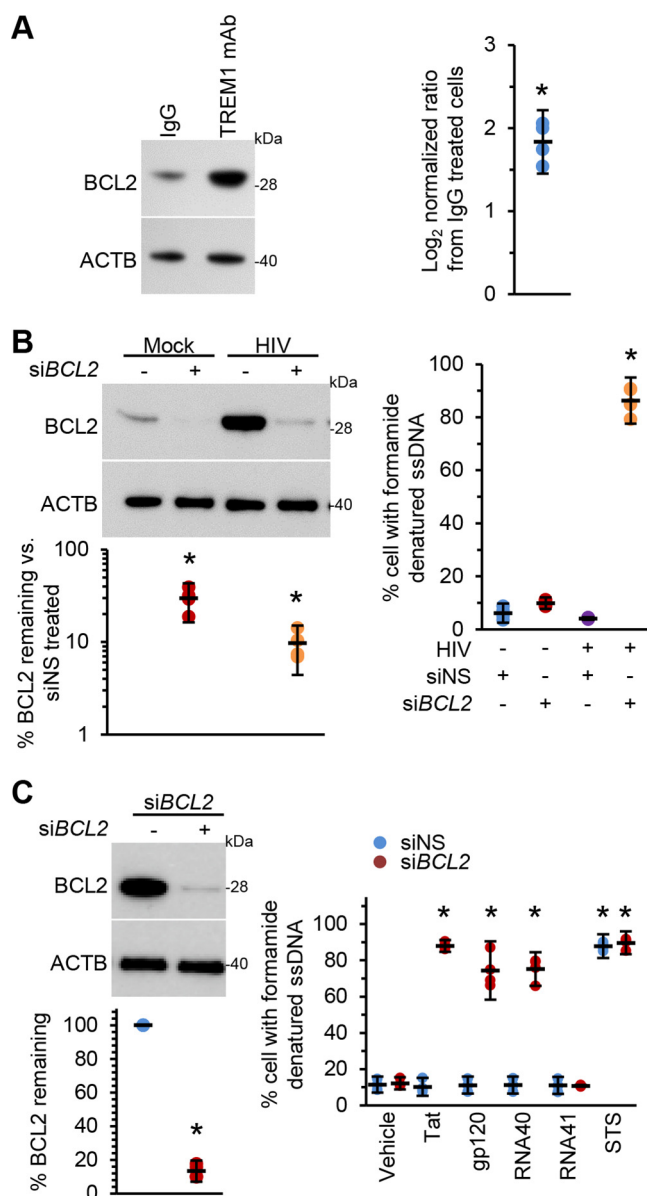 A
IgG
TREM1 mAb
kDa
BCL2
-28
ACTB
-40
Log2 normalized ratio
from IgG treated cells
3
2
1
0
*
B
Mock HIV
siBCL2 - + - +
kDa
BCL2
-28
ACTB
-40
% BCL2 remaining vs.
siNS treated
100
10
1
* *
% cell with formamide
denatured ssDNA
100
80
60
40
20
0
*
HIV - - + +
siNS + - + -
siBCL2 - + - +
C
siBCL2
siBCL2 - +
kDa
BCL2
-28
ACTB
-40
% BCL2 remaining
100
80
60
40
20
0
*
siNS
siBCL2
% cell with formamide
denatured ssDNA
100
80
60
40
20
0
* * * * *
Vehicle
Tat
gp120
RNA40
RNA41
STS